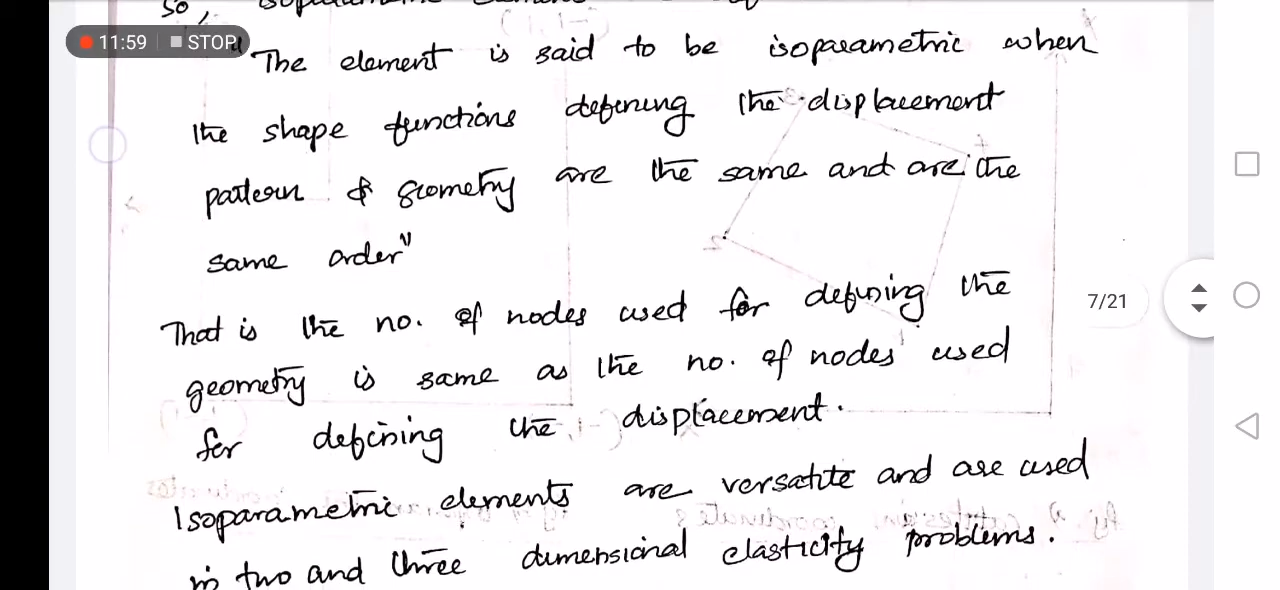 so,
11:59 STOP
"The element is said to be isoparametric when
the shape functions defining the displacement
pattern & geometry are the same and are the
same order"
7/21
That is the no. of nodes used for defining the
geometry is same as the no. of nodes used
for defining the displacement.
Isoparametric elements are versatile and are used
in two and three dimensional elasticity problems.